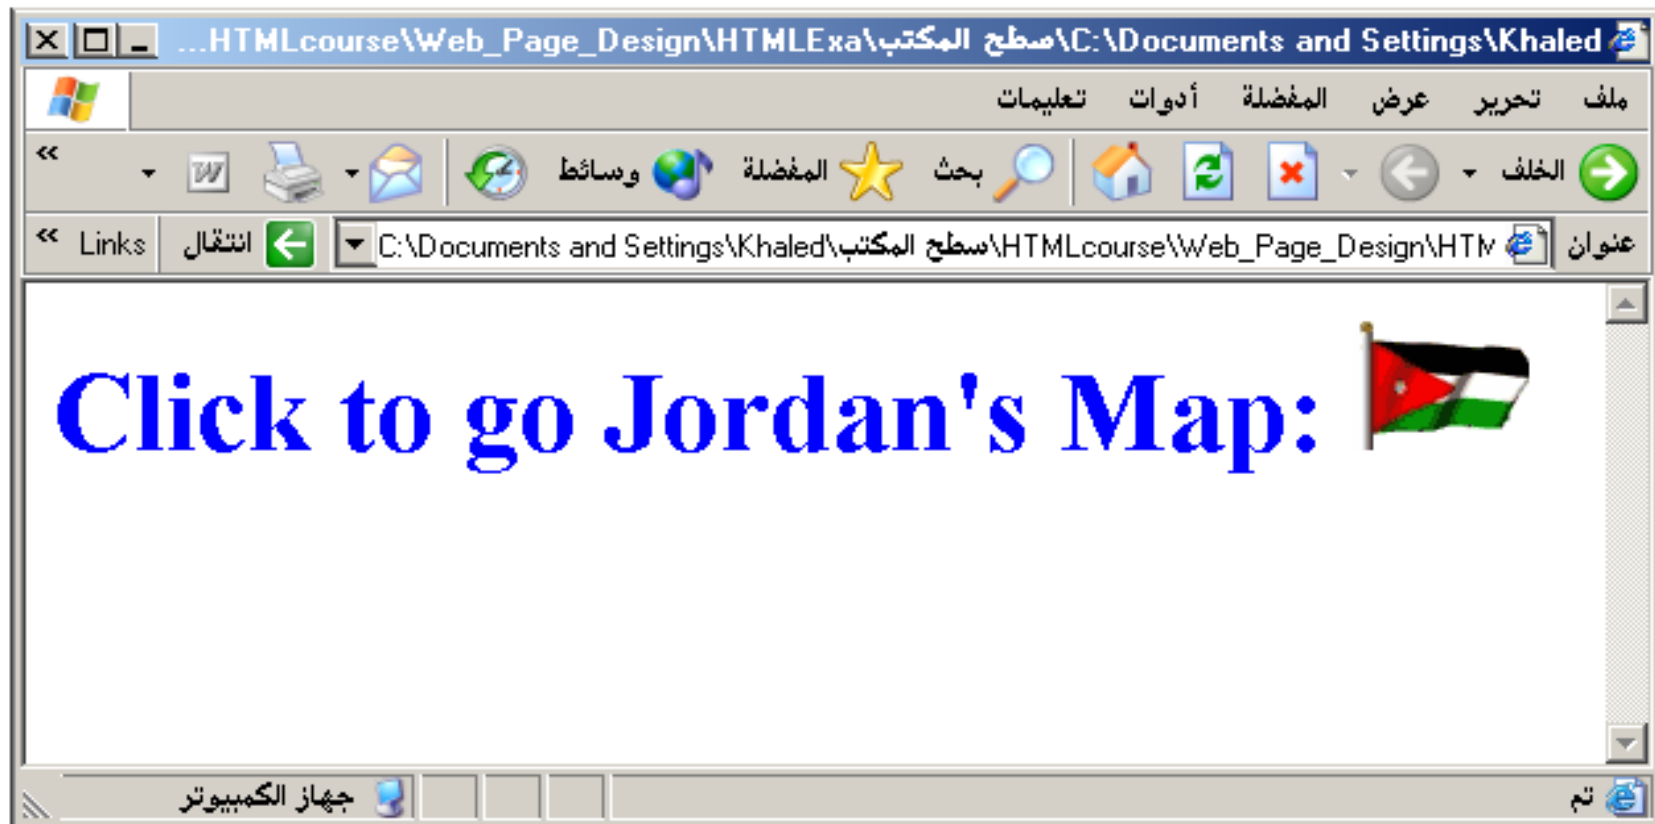 C:\Documents and Settings\Khaled\سطح المكتب\HTMLcourse\Web_Page_Design\HTMLExa...
ملف تحرير عرض المفضلة أدوات تعليمات
الخلف بحث المفضلة وسائط »
عنوان C:\Documents and Settings\Khaled\سطح المكتب\HTMLcourse\Web_Page_Design\HTM انتقال Links »
Click to go Jordan's Map:
تم جهاز الكمبيوتر